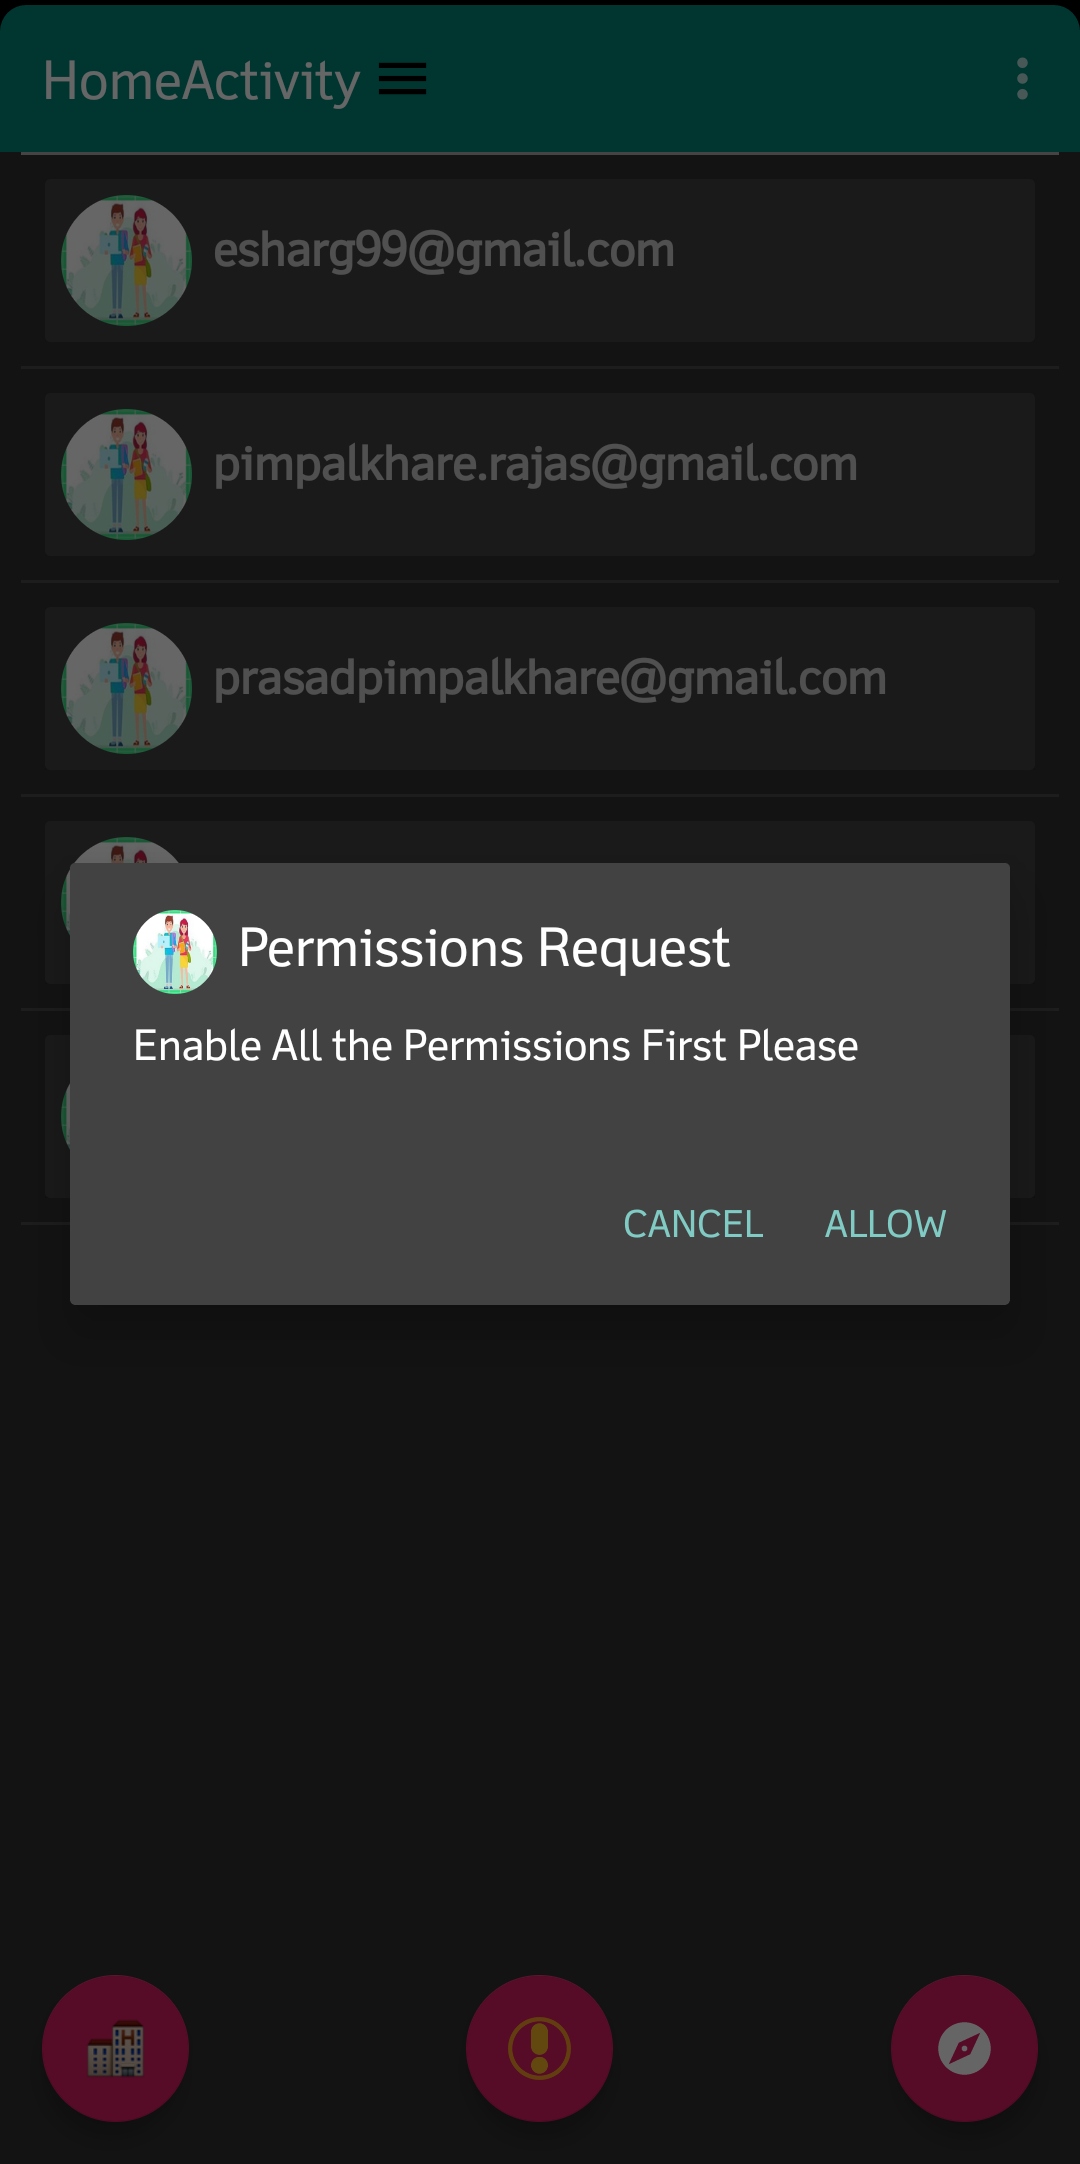 HomeActivity
esharg99@gmail.com
pimpalkhare.rajas@gmail.com
prasadpimpalkhare@gmail.com
Permissions Request
Enable All the Permissions First Please
CANCEL ALLOW